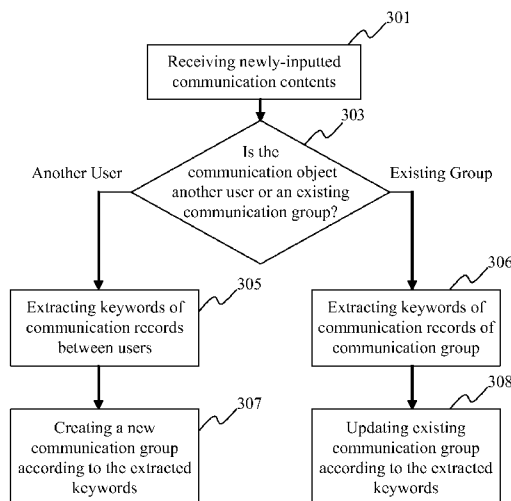 301
Receiving newly-inputted
communication contents
303
Is the
communication object
another user or an existing
communication group?
Another User
Existing Group
305
Extracting keywords of
communication records
between users
306
Extracting keywords of
communication records of
communication group
307
Creating a new
communication group
according to the extracted
keywords
308
Updating existing
communication group
according to the extracted
keywords